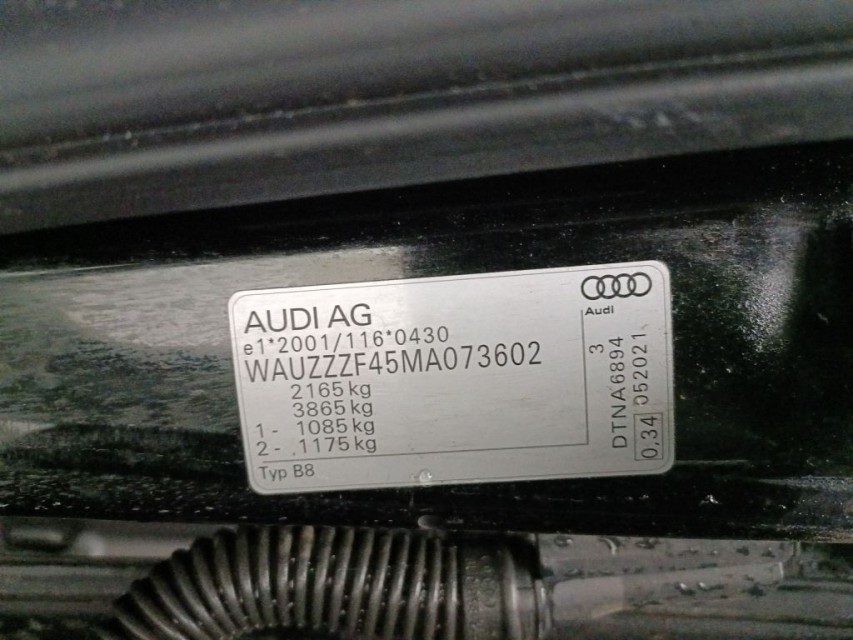 AUDI AG
e1*2001/116*0430
WAUZZZF45MA073602
2165 kg
3865 kg
1 - 1085 kg
2 - 1175 kg
Typ B8
Audi
DTNA6894 3
0,34 052021